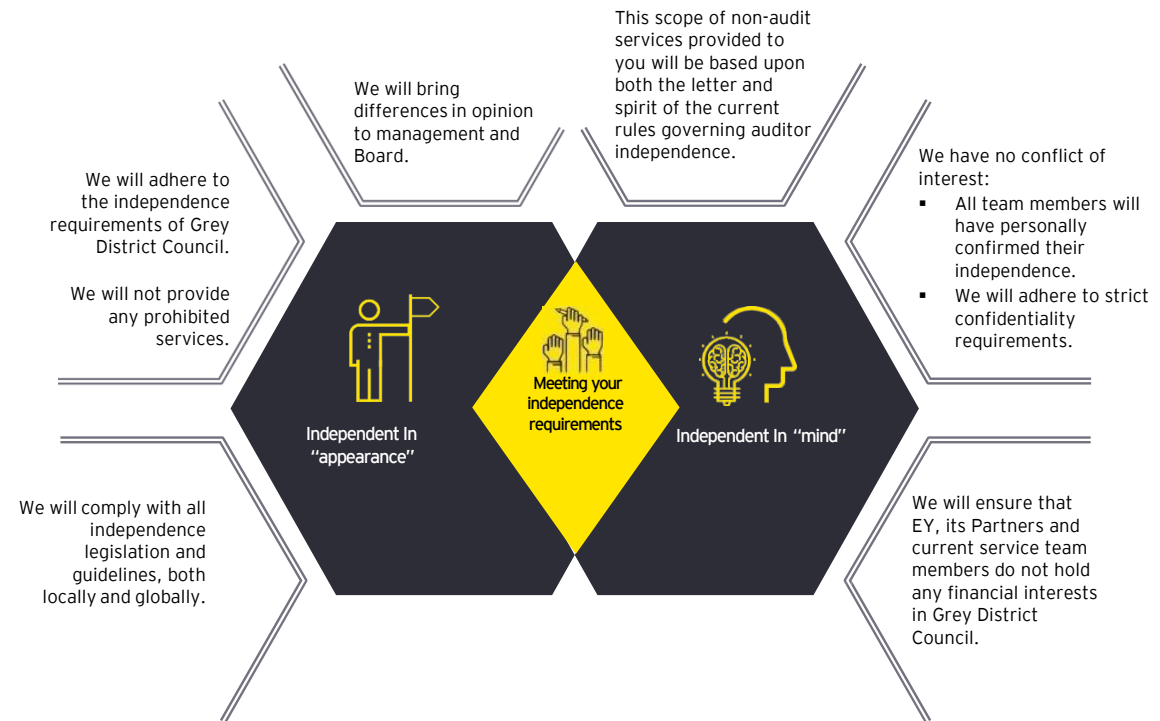 This scope of non-audit
services provided to
you will be based upon
both the letter and
spirit of the current
rules governing auditor
independence.
We will bring
differences in opinion
to management and
Board.
We will adhere to
the independence
requirements of Grey
District Council.
We will not provide
any prohibited
services.
We have no conflict of
interest:
▪ All team members will
have personally
confirmed their
independence.
▪ We will adhere to strict
confidentiality
requirements.
Meeting your
independence
requirements
Independent In
“appearance”
Independent In “mind”
We will comply with all
independence
legislation and
guidelines, both
locally and globally.
We will ensure that
EY, its Partners and
current service team
members do not hold
any financial interests
in Grey District
Council.